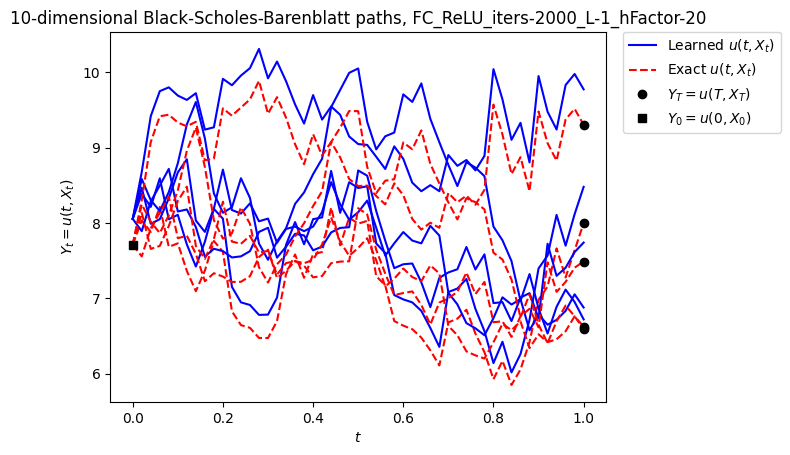 10-dimensional Black-Scholes-Barenblatt paths, FC_ReLU_iters-2000_L-1_hFactor-20
Learned u(t, X_t)
Exact u(t, X_t)
Y_T = u(T, X_T)
Y_0 = u(0, X_0)
Y_t = u(t, X_t)
10
9
8
7
6
0.0 0.2 0.4 0.6 0.8 1.0
t